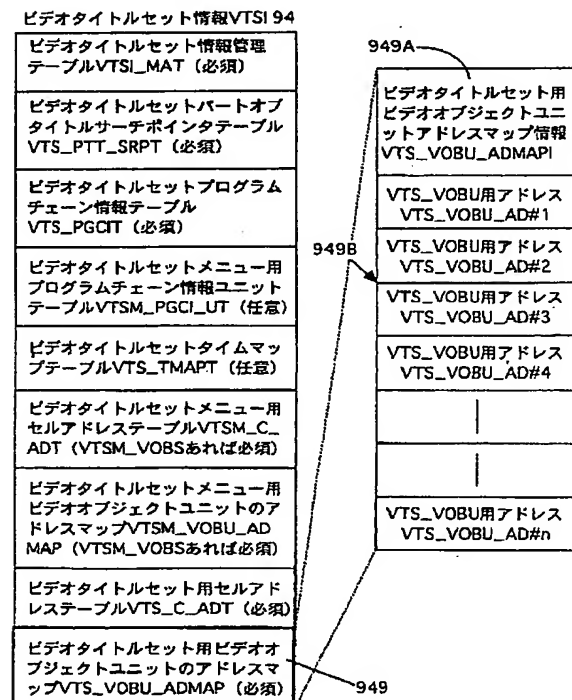 ビデオタイトルセット情報VTSI 94
ビデオタイトルセット情報管理
テーブルVTSI_MAT（必須）
ビデオタイトルセットパートオブ
タイトルサーチポインタテーブル
VTS_PTT_SRPT（必須）
ビデオタイトルセットプログラム
チェーン情報テーブル
VTS_PGCIT（必須）
ビデオタイトルセットメニュー用
プログラムチェーン情報ユニット
テーブルVTSM_PGCI_UT（任意）
ビデオタイトルセットタイムマッ
プテーブルVTS_TMAPT（任意）
ビデオタイトルセットメニュー用
セルアドレステーブルVTSM_C_
ADT（VTSM_VOBSあれば必須）
ビデオタイトルセットメニュー用
ビデオオブジェクトユニットのア
ドレスマップVTSM_VOBU_AD
MAP（VTSM_VOBSあれば必須）
ビデオタイトルセット用セルアド
レステーブルVTS_C_ADT（必須）
ビデオタイトルセット用ビデオオ
ブジェクトユニットのアドレスマ
ップVTS_VOBU_ADMAP（必須）
949
949A
ビデオタイトルセット用
ビデオオブジェクトユニ
ットアドレスマップ情報
VTS_VOBU_ADMAPI
949B
VTS_VOBU用アドレス
VTS_VOBU_AD#1
VTS_VOBU用アドレス
VTS_VOBU_AD#2
VTS_VOBU用アドレス
VTS_VOBU_AD#3
VTS_VOBU用アドレス
VTS_VOBU_AD#4
VTS_VOBU用アドレス
VTS_VOBU_AD#n